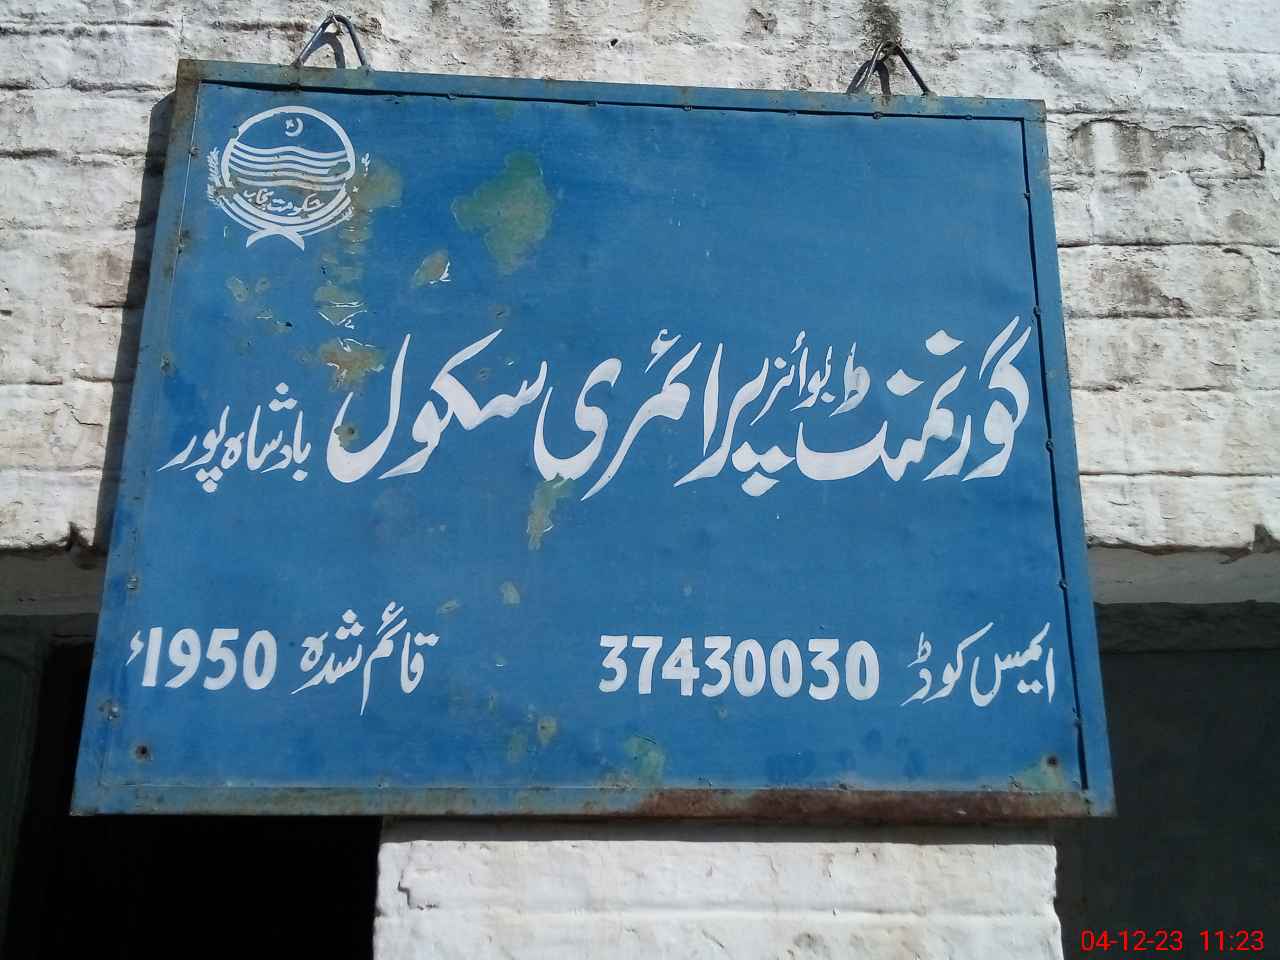 حکومت پنجاب
گورنمنٹ بوائز پرائمری سکول بادشاہ پور
ایمس کوڈ 37430030 قائم شدہ 1950ء
04-12-23 11:23